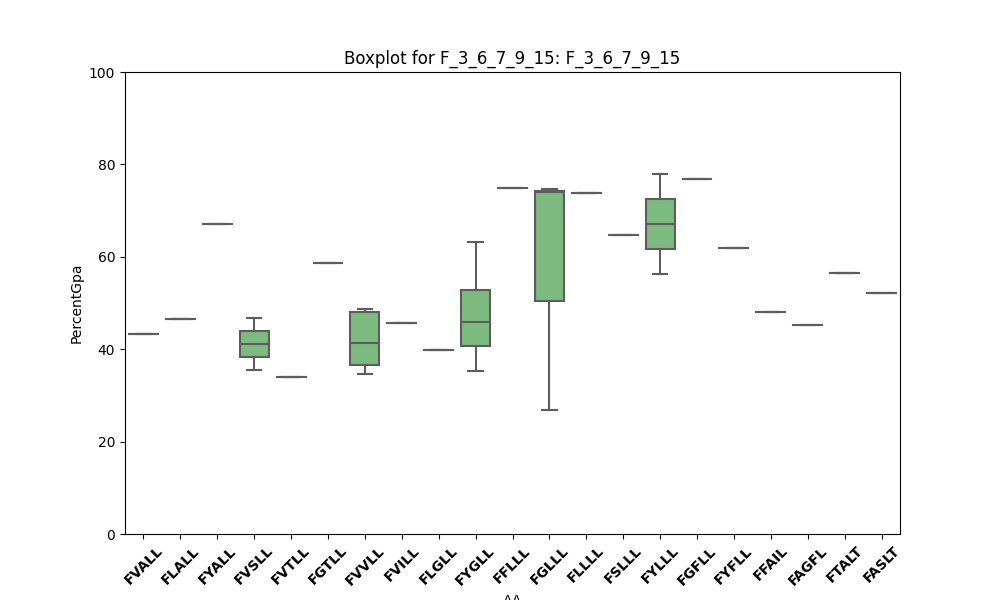 Boxplot for F_3_6_7_9_15: F_3_6_7_9_15
100
80
60
40
20
0
PercentGpa
FVALL FLALL FYALL FVSLL FVTLL FGTLL FVVLL FVILL FLGLL FYGLL FFLLL FGLLL FLLLL FSLLL FYLLL FGFLL FYFLL FFAIL FAGFL FTALT FASLT
AA